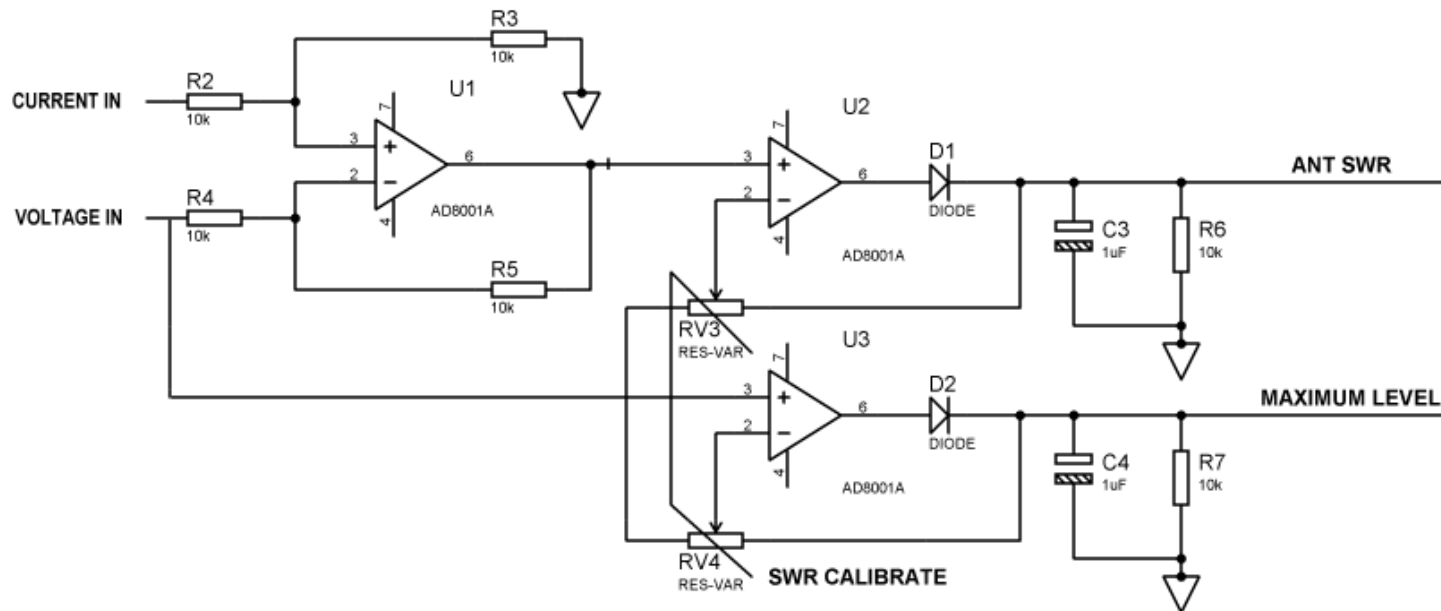 R3
10k
R2
10k
CURRENT IN
U1
7
3
+
2
−
6
4
AD8001A
R4
10k
VOLTAGE IN
R5
10k
U2
7
3
+
2
−
6
4
AD8001A
D1
DIODE
ANT SWR
C3
1uF
R6
10k
RV3
RES-VAR
U3
7
3
+
2
−
6
4
AD8001A
D2
DIODE
MAXIMUM LEVEL
C4
1uF
R7
10k
RV4
RES-VAR
SWR CALIBRATE